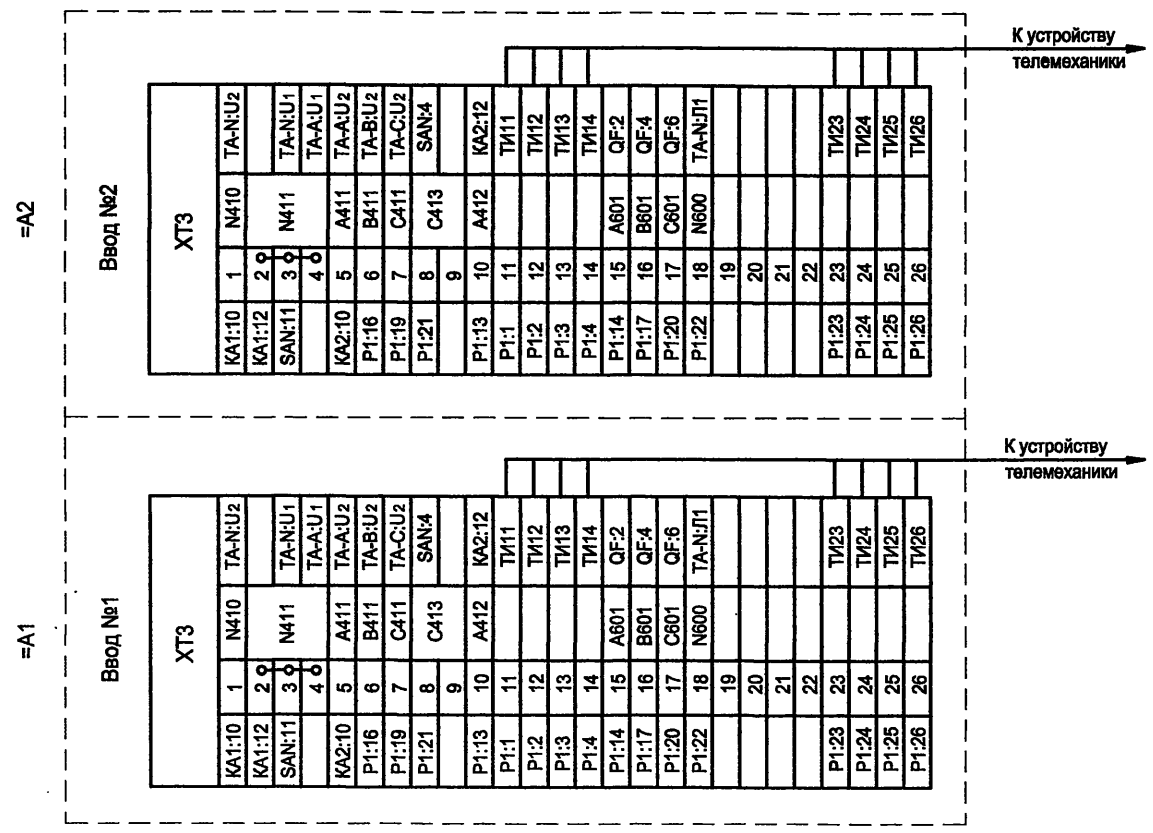 =A1
Ввод №1
ХТ3
KA1:10 1 N410 TA-N:U2
KA1:12 2 N411
SAN:11 3 TA-N:U1
4 TA-A:U1
KA2:10 5 A411 TA-A:U2
P1:16 6 B411 TA-B:U2
P1:19 7 C411 TA-C:U2
P1:21 8 C413 SAN:4
9
P1:13 10 A412 KA2:12
P1:1 11 ТИ11
P1:2 12 ТИ12
P1:3 13 ТИ13
P1:4 14 ТИ14
P1:14 15 A601 QF:2
P1:17 16 B601 QF:4
P1:20 17 C601 QF:6
P1:22 18 N600 TA-N:Л1
19
20
21
22
P1:23 23 ТИ23
P1:24 24 ТИ24
P1:25 25 ТИ25
P1:26 26 ТИ26
К устройству
телемеханики
=A2
Ввод №2
ХТ3
KA1:10 1 N410 TA-N:U2
KA1:12 2 N411
SAN:11 3 TA-N:U1
4 TA-A:U1
KA2:10 5 A411 TA-A:U2
P1:16 6 B411 TA-B:U2
P1:19 7 C411 TA-C:U2
P1:21 8 C413 SAN:4
9
P1:13 10 A412 KA2:12
P1:1 11 ТИ11
P1:2 12 ТИ12
P1:3 13 ТИ13
P1:4 14 ТИ14
P1:14 15 A601 QF:2
P1:17 16 B601 QF:4
P1:20 17 C601 QF:6
P1:22 18 N600 TA-N:Л1
19
20
21
22
P1:23 23 ТИ23
P1:24 24 ТИ24
P1:25 25 ТИ25
P1:26 26 ТИ26
К устройству
телемеханики